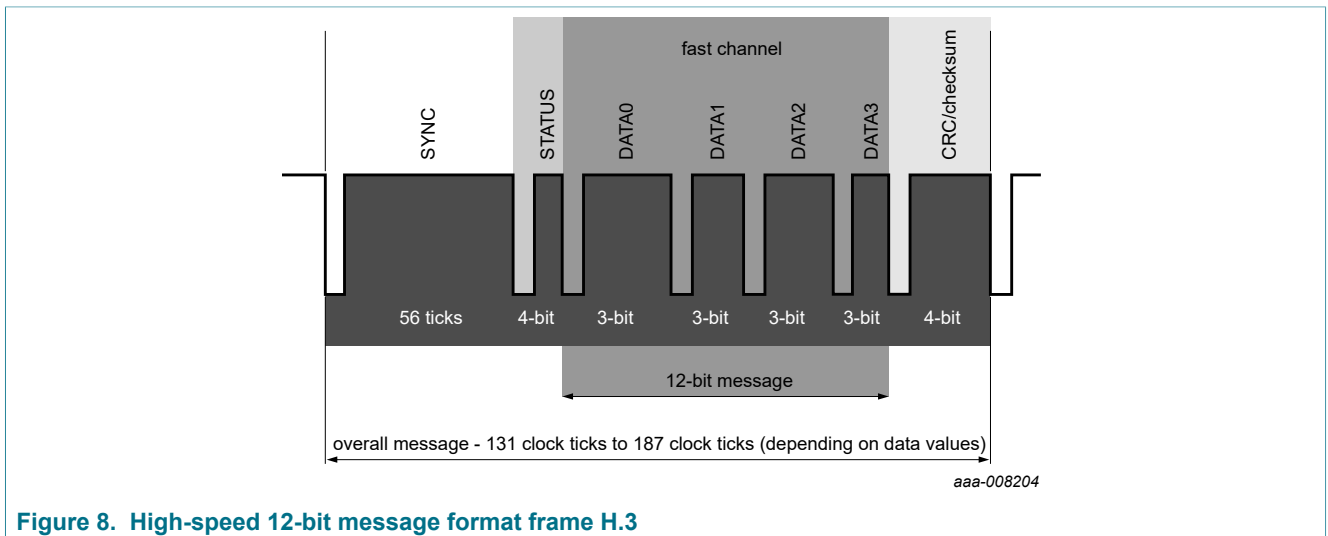 fast channel
SYNC
STATUS
DATA0
DATA1
DATA2
DATA3
CRC/checksum
56 ticks
4-bit
3-bit
3-bit
3-bit
3-bit
4-bit
12-bit message
overall message - 131 clock ticks to 187 clock ticks (depending on data values)
aaa-008204
Figure 8. High-speed 12-bit message format frame H.3